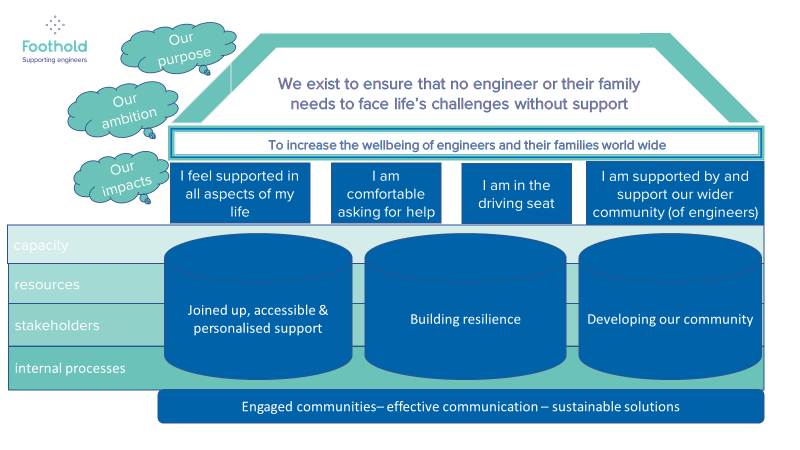 Foothold
Supporting engineers
Our
purpose
We exist to ensure that no engineer or their family
needs to face life's challenges without support
Our
ambition
To increase the wellbeing of engineers and their families world wide
Our
impacts
I feel supported in
all aspects of my
life
I am
comfortable
asking for help
I am in the
driving seat
I am supported by and
support our wider
community (of engineers)
capacity
resources
stakeholders
internal processes
Joined up, accessible &
personalised support
Building resilience
Developing our community
Engaged communities– effective communication – sustainable solutions